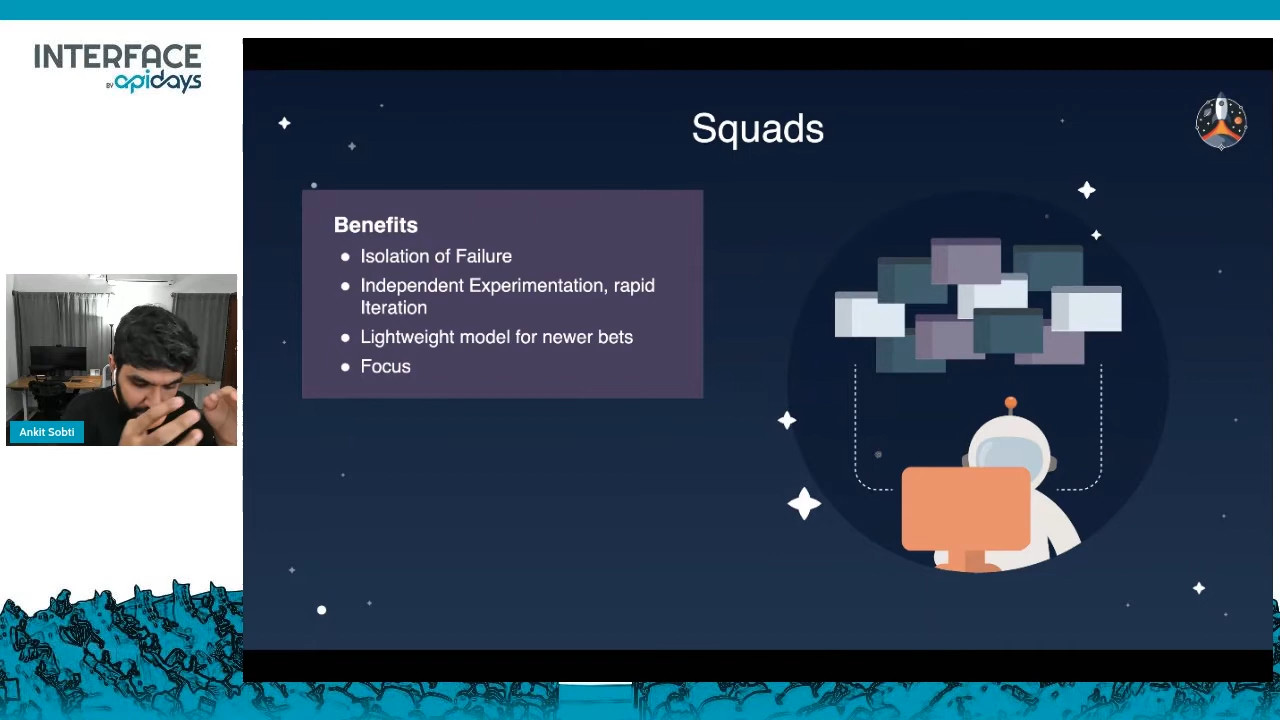 INTERFACE
BY apidays
Squads
Benefits
● Isolation of Failure
● Independent Experimentation, rapid
Iteration
● Lightweight model for newer bets
● Focus
Ankit Sobti